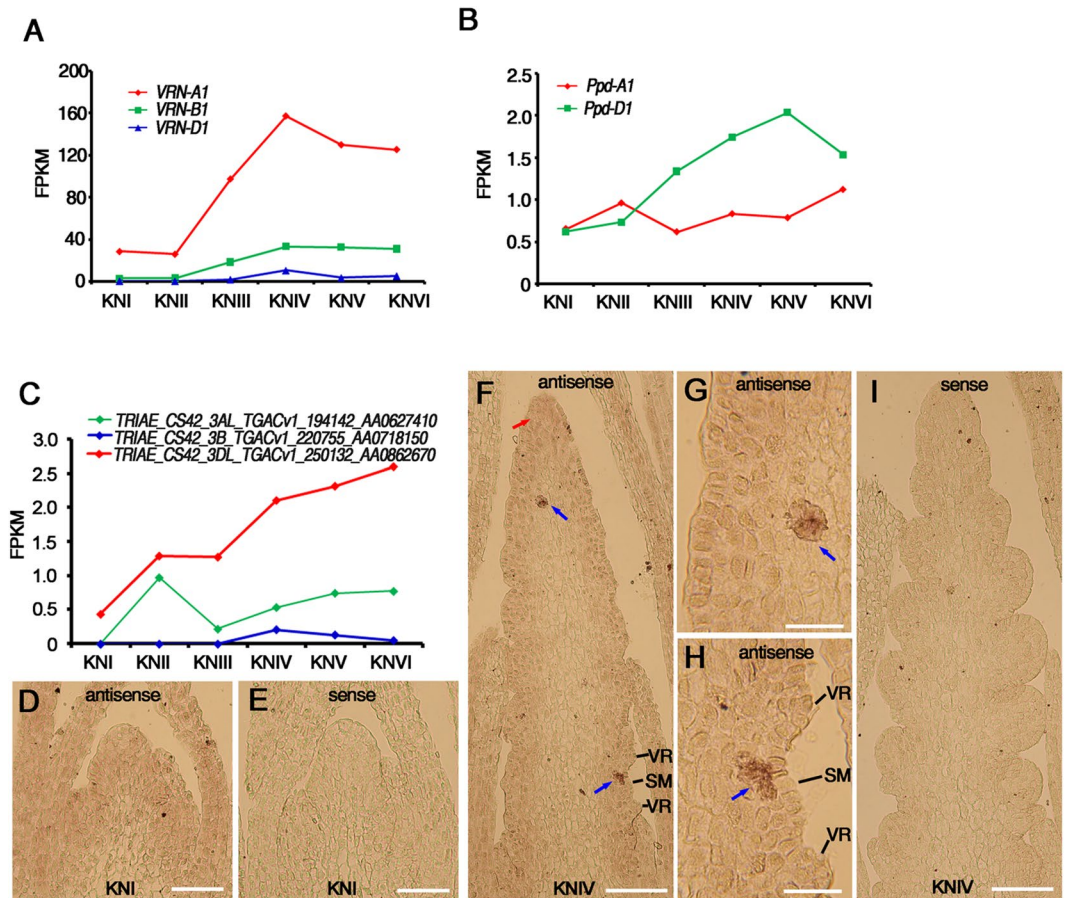 A
200
160
120
80
40
0
FPKM
VRN-A1
VRN-B1
VRN-D1
KNI KNII KNIII KNIV KNV KNVI
B
2.5
2.0
1.5
1.0
0.5
0
FPKM
Ppd-A1
Ppd-D1
KNI KNII KNIII KNIV KNV KNVI
C
TRIAE_CS42_3AL_TGACv1_194142_AA0627410
TRIAE_CS42_3B_TGACv1_220755_AA0718150
TRIAE_CS42_3DL_TGACv1_250132_AA0862670
3.0
2.5
2.0
1.5
1.0
0.5
0
FPKM
KNI KNII KNIII KNIV KNV KNVI
D
antisense
KNI
E
sense
KNI
F
antisense
VR
SM
VR
KNIV
G
antisense
H
antisense
VR
SM
VR
I
sense
KNIV